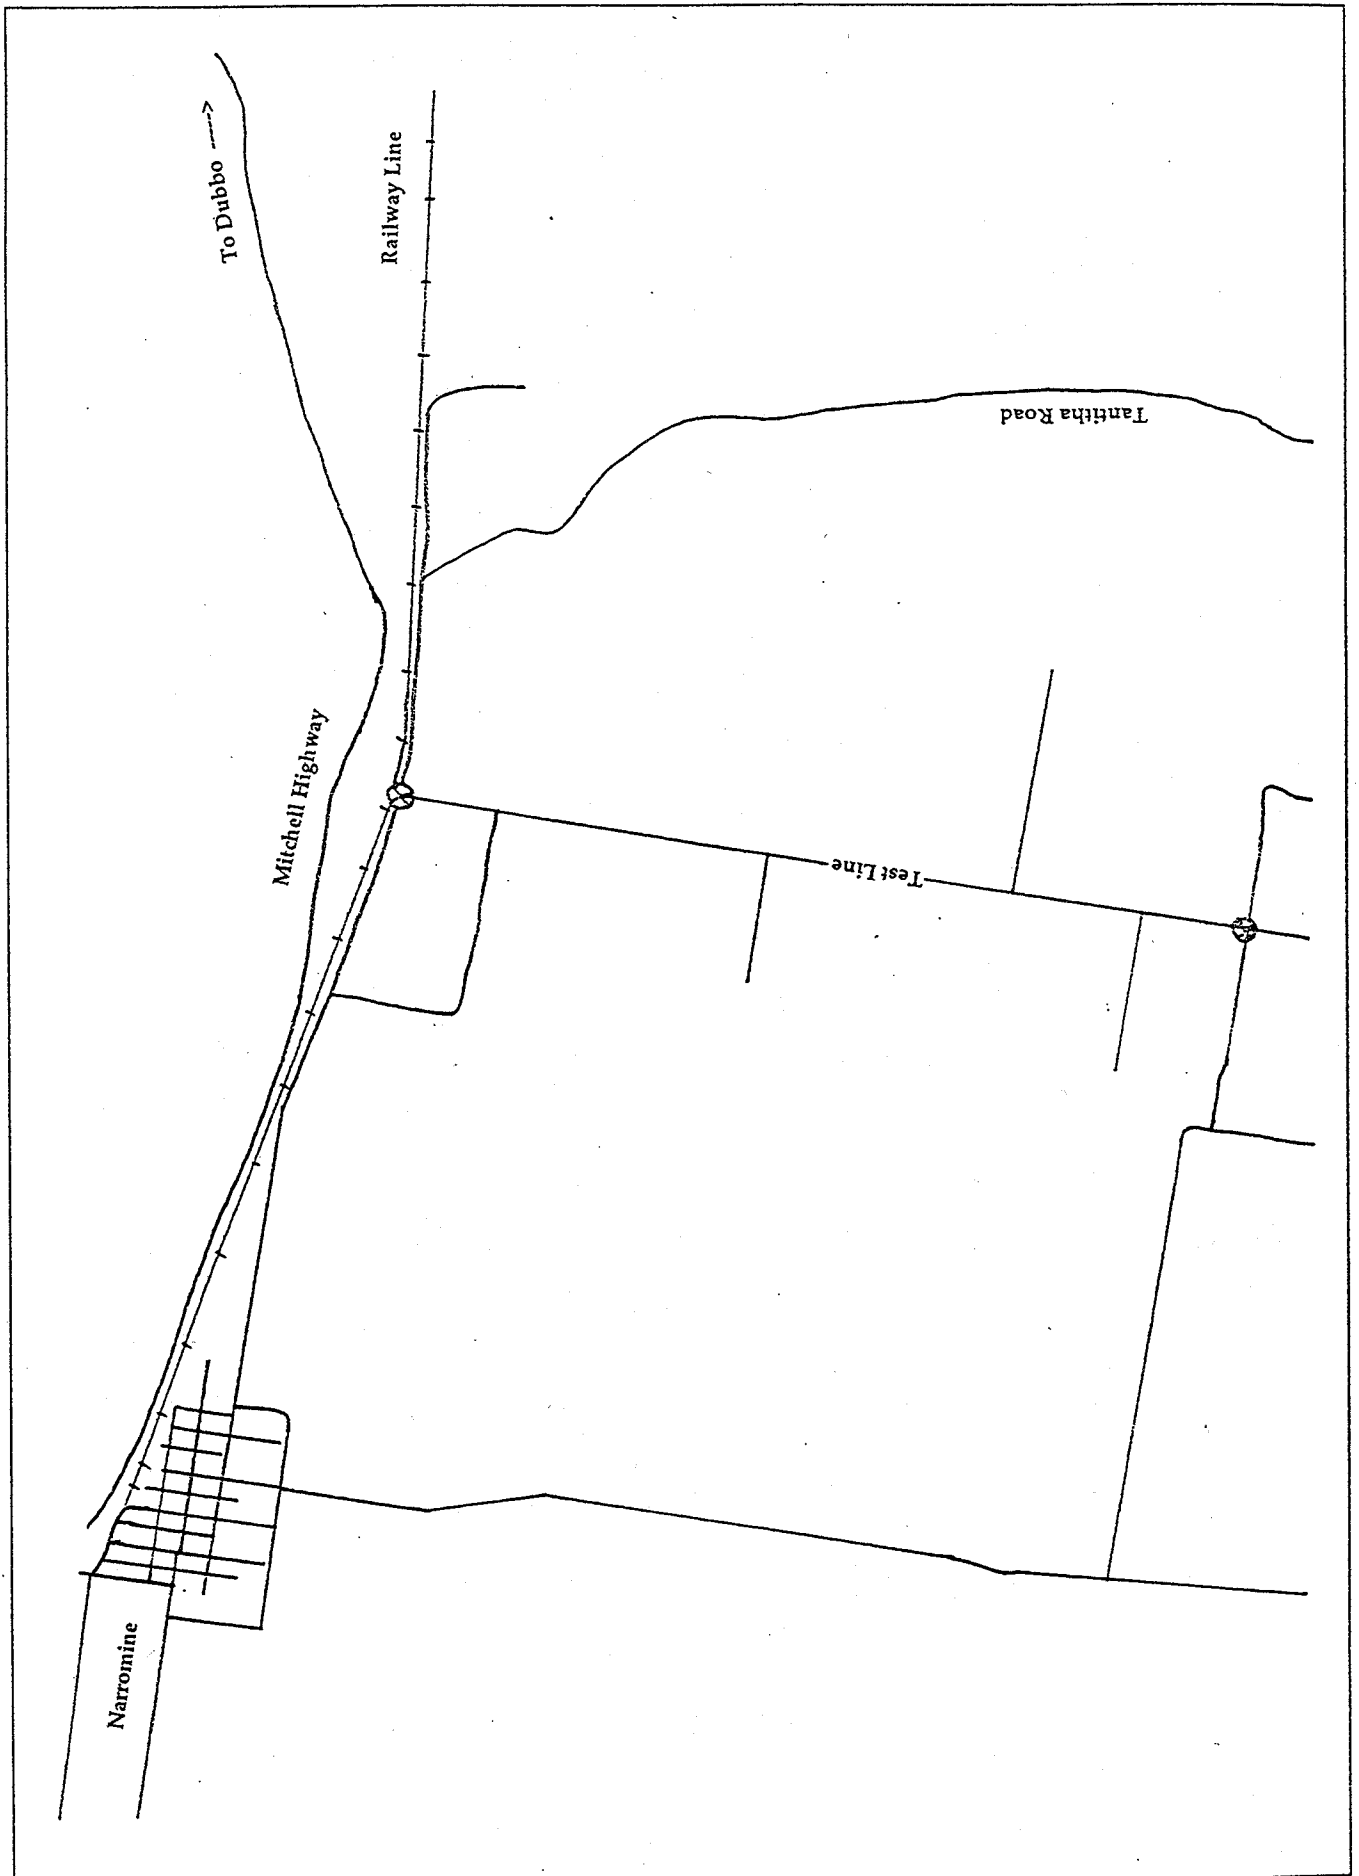 To Dubbo ---->
Railway Line
Tantitha Road
Mitchell Highway
Test Line
Narromine